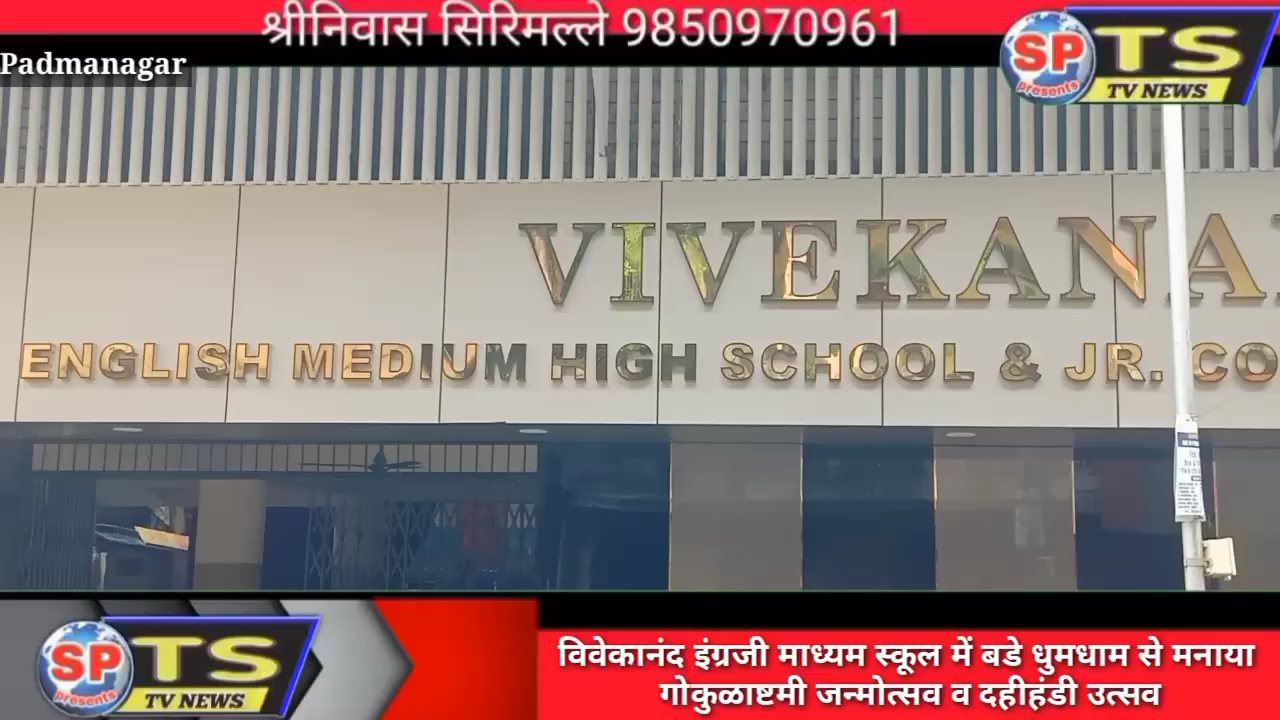 श्रीनिवास सिरिमल्ले 9850970961
Padmanagar
SP TS
presents TV NEWS
VIVEKANA
ENGLISH MEDIUM HIGH SCHOOL & JR. CO
SP TS
presents TV NEWS
विवेकानंद इंग्रजी माध्यम स्कूल में बडे धुमधाम से मनाया
गोकुळाष्टमी जन्मोत्सव व दहीहंडी उत्सव